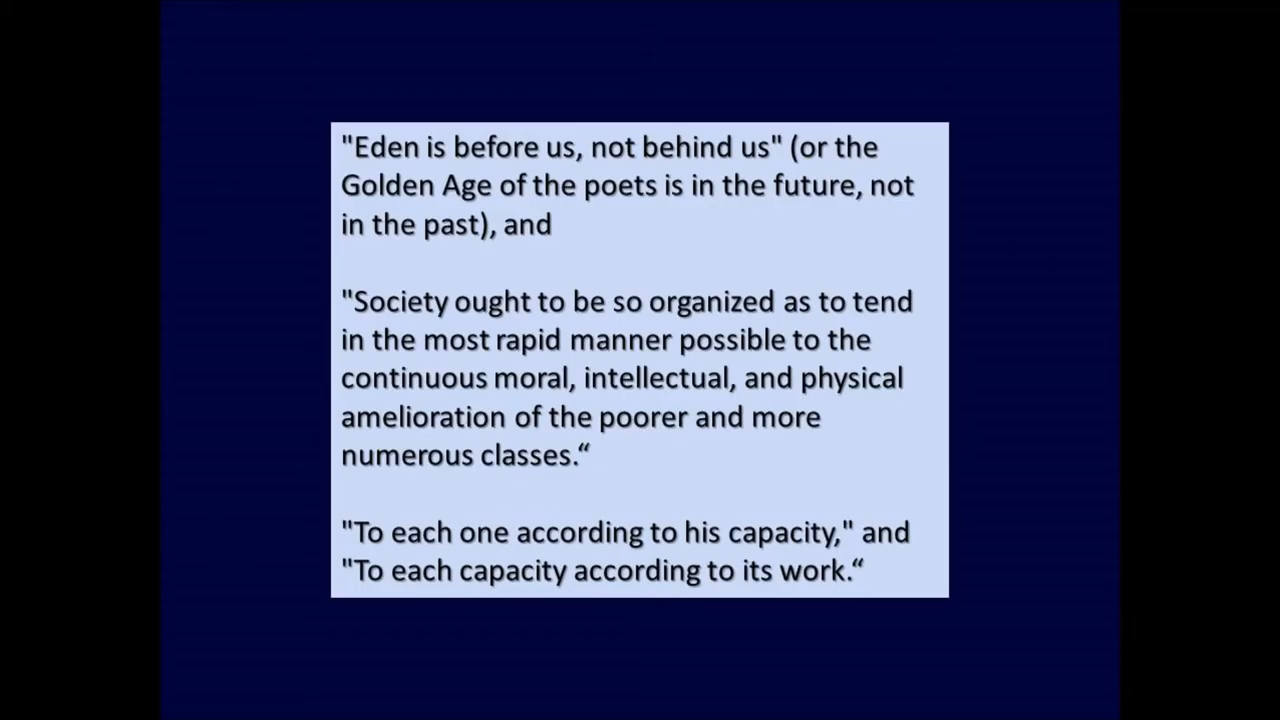 "Eden is before us, not behind us" (or the
Golden Age of the poets is in the future, not
in the past), and
"Society ought to be so organized as to tend
in the most rapid manner possible to the
continuous moral, intellectual, and physical
amelioration of the poorer and more
numerous classes.“
"To each one according to his capacity," and
"To each capacity according to its work.“